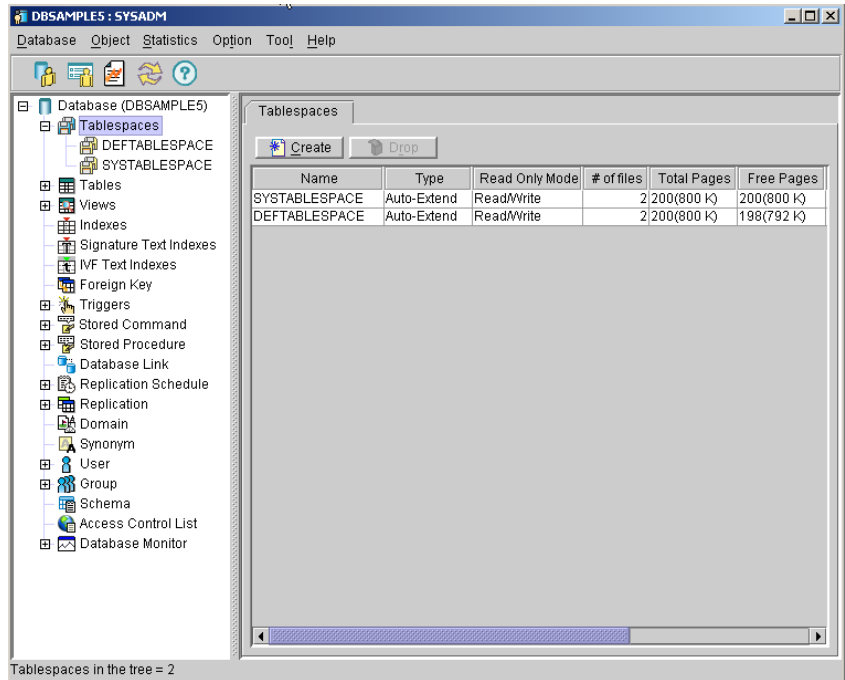 DBSAMPLE5 : SYSADM
Database Object Statistics Option Tool Help
Database (DBSAMPLE5)
Tablespaces
DEFTABLESPACE
SYSTABLESPACE
Tables
Views
Indexes
Signature Text Indexes
IVF Text Indexes
Foreign Key
Triggers
Stored Command
Stored Procedure
Database Link
Replication Schedule
Replication
Domain
Synonym
User
Group
Schema
Access Control List
Database Monitor
Tablespaces
Create Drop
Name Type Read Only Mode # of files Total Pages Free Pages
SYSTABLESPACE Auto-Extend Read/Write 2 200(800 K) 200(800 K)
DEFTABLESPACE Auto-Extend Read/Write 2 200(800 K) 198(792 K)
Tablespaces in the tree = 2